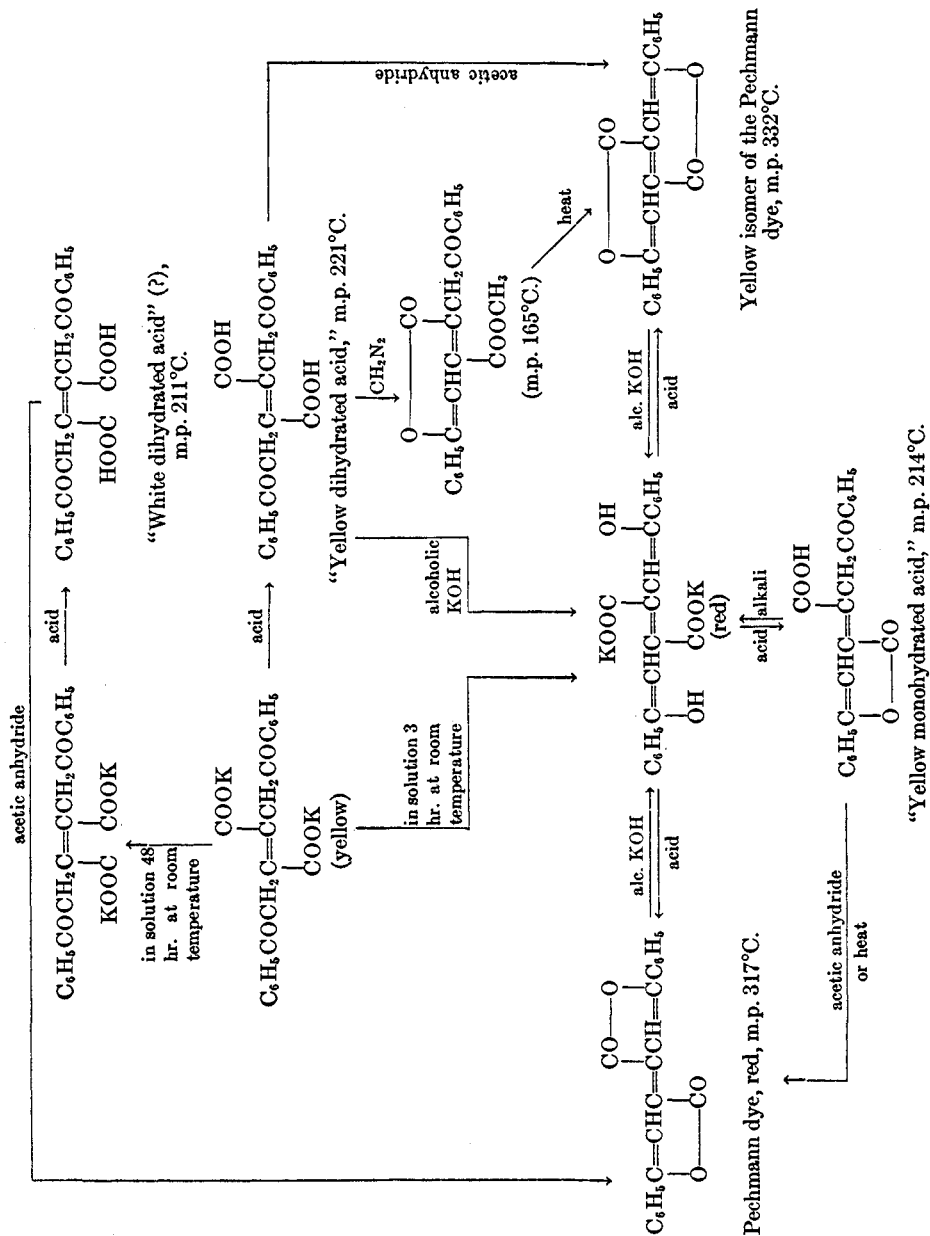 acetic anhydride
C₆H₅COCH₂C═CCH₂COC₆H₅
KOOC COOK
acid
C₆H₅COCH₂C═CCH₂COC₆H₅
HOOC COOH
"White dihydrated acid" (?),
m.p. 211°C.
in solution 48
hr. at room
temperature
COOK
C₆H₅COCH₂C═CCH₂COC₆H₅
COOK
(yellow)
acid
COOH
C₆H₅COCH₂C═CCH₂COC₆H₅
COOH
"Yellow dihydrated acid," m.p. 221°C.
acetic anhydride
in solution 3
hr. at room
temperature
alcoholic
KOH
CH₂N₂
O——CO
C₆H₅C═CHC═CCH₂COC₆H₅
COOCH₃
(m.p. 165°C.)
heat
CO——O
C₆H₅C═CHC═CCH═CC₆H₅
O——CO
Pechmann dye, red, m.p. 317°C.
alc. KOH
acid
KOOC OH
C₆H₅C═CHC═CCH═CC₆H₅
OH COOK
(red)
alc. KOH
acid
O——CO
C₆H₅C═CHC═CCH═CC₆H₅
CO——O
Yellow isomer of the Pechmann
dye, m.p. 332°C.
acid alkali
COOH
C₆H₅C═CHC═CCH₂COC₆H₅
O——CO
"Yellow monohydrated acid," m.p. 214°C.
acetic anhydride
or heat